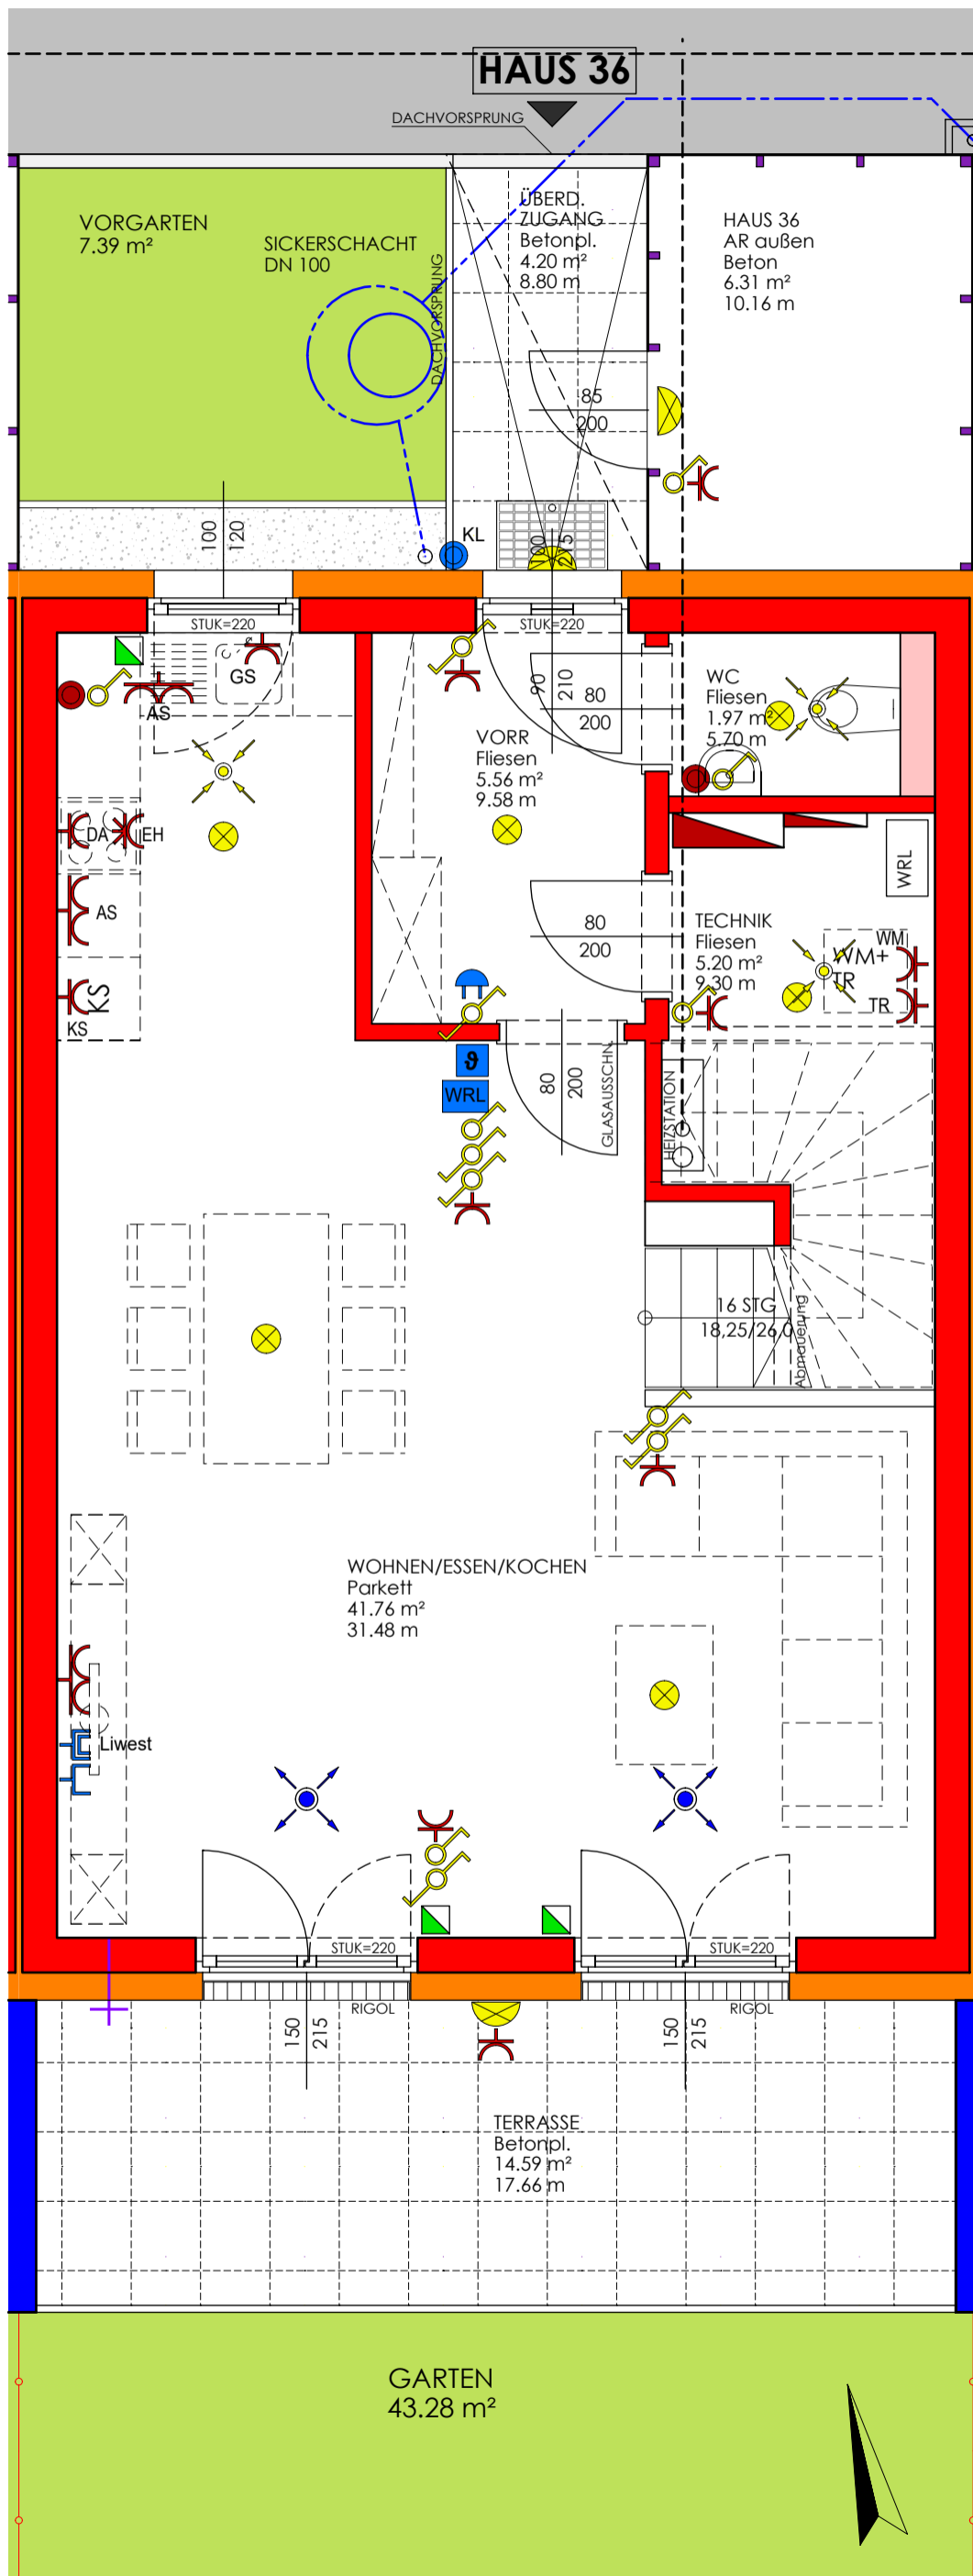 HAUS 36
DACHVORSPRUNG
VORGARTEN
7.39 m²
SICKERSCHACHT
DN 100
DACHVORSPRUNG
ÜBERD.
ZUGANG
Betonpl.
4.20 m²
8.80 m
HAUS 36
AR außen
Beton
6.31 m²
10.16 m
85
200
100
120
KL
100
215
STUK=220
STUK=220
GS
AS
90
210
80
200
WC
Fliesen
1.97 m²
5.70 m
VORR
Fliesen
5.56 m²
9.58 m
DA
EH
AS
KS
KS
WRL
80
200
TECHNIK
Fliesen
5.20 m²
9.30 m
WM
WM+
TR
TR
ϑ
WRL
80
200
GLASAUSSCHN.
HEIZSTATION
16 STG
18,25/26,0
Abmauerung
WOHNEN/ESSEN/KOCHEN
Parkett
41.76 m²
31.48 m
Liwest
STUK=220
STUK=220
RIGOL
RIGOL
150
215
150
215
TERRASSE
Betonpl.
14.59 m²
17.66 m
GARTEN
43.28 m²